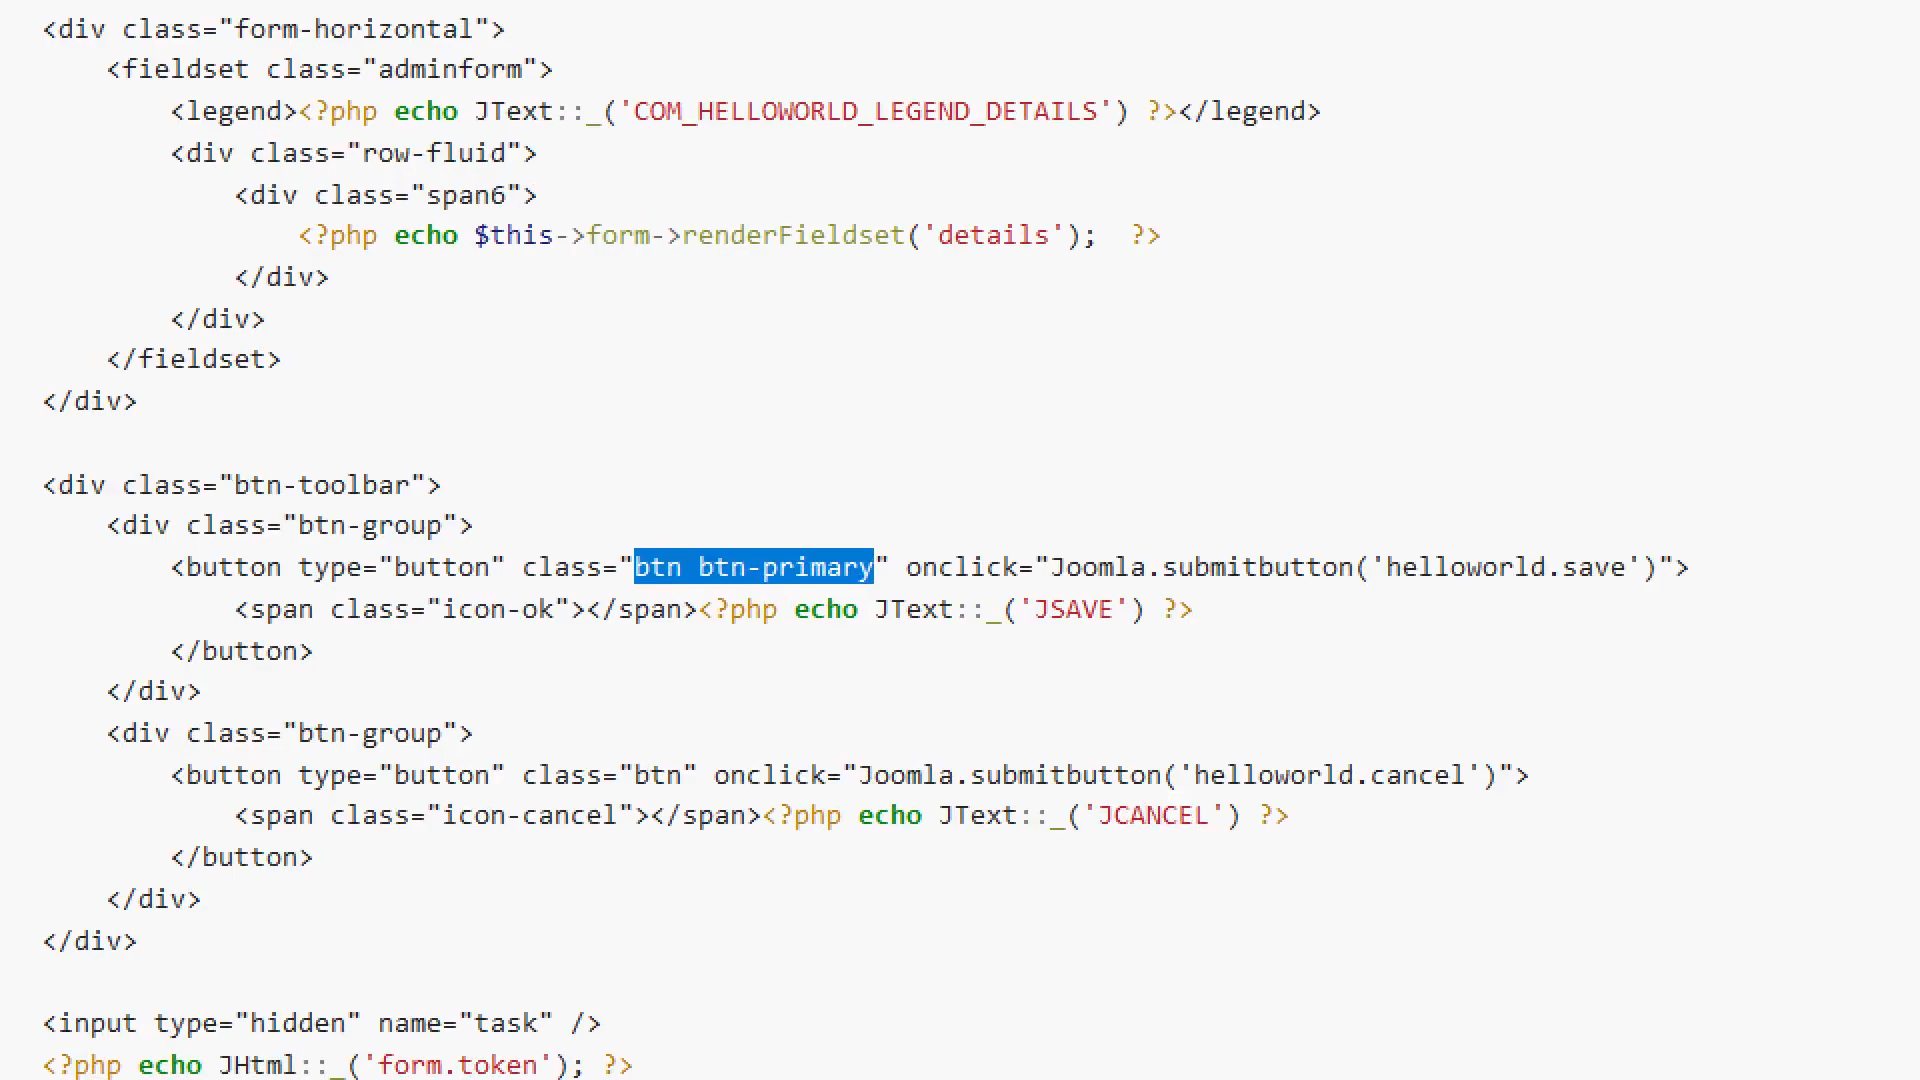 <div class="form-horizontal">
<fieldset class="adminform">
<legend><?php echo JText::_('COM_HELLOWORLD_LEGEND_DETAILS') ?></legend>
<div class="row-fluid">
<div class="span6">
<?php echo $this->form->renderFieldset('details');  ?>
</div>
</div>
</fieldset>
</div>
<div class="btn-toolbar">
<div class="btn-group">
<button type="button" class="btn btn-primary" onclick="Joomla.submitbutton('helloworld.save')">
<span class="icon-ok"></span><?php echo JText::_('JSAVE') ?>
</button>
</div>
<div class="btn-group">
<button type="button" class="btn" onclick="Joomla.submitbutton('helloworld.cancel')">
<span class="icon-cancel"></span><?php echo JText::_('JCANCEL') ?>
</button>
</div>
</div>
<input type="hidden" name="task" />
<?php echo JHtml::_('form.token'); ?>